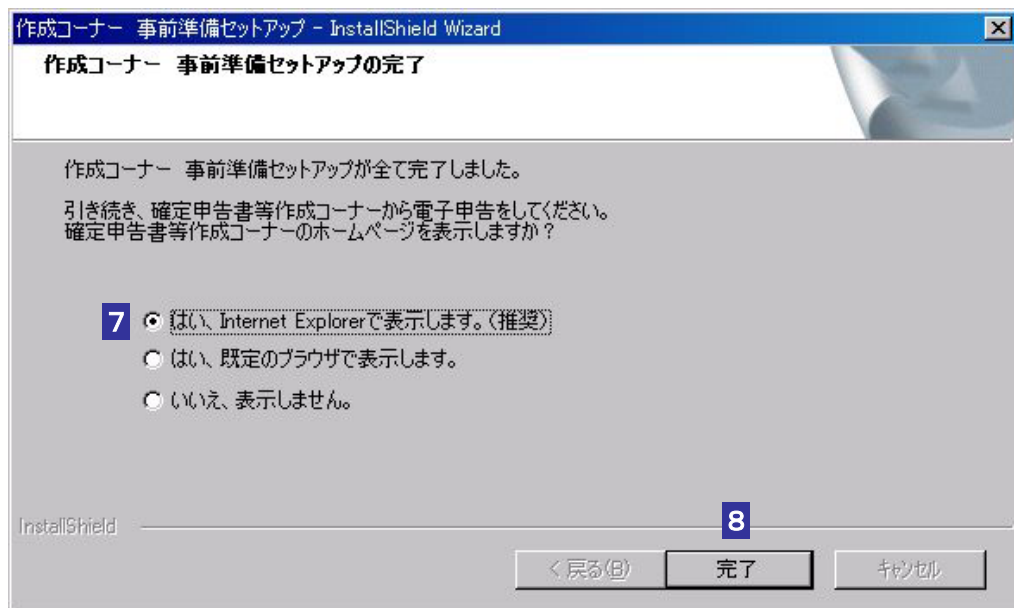 作成コーナー 事前準備セットアップ - InstallShield Wizard
作成コーナー 事前準備セットアップの完了
作成コーナー 事前準備セットアップが全て完了しました。
引き続き、確定申告書等作成コーナーから電子申告をしてください。
確定申告書等作成コーナーのホームページを表示しますか？
7 はい、Internet Explorerで表示します。（推奨）
はい、既定のブラウザで表示します。
いいえ、表示しません。
InstallShield
8
< 戻る(B) 完了 キャンセル